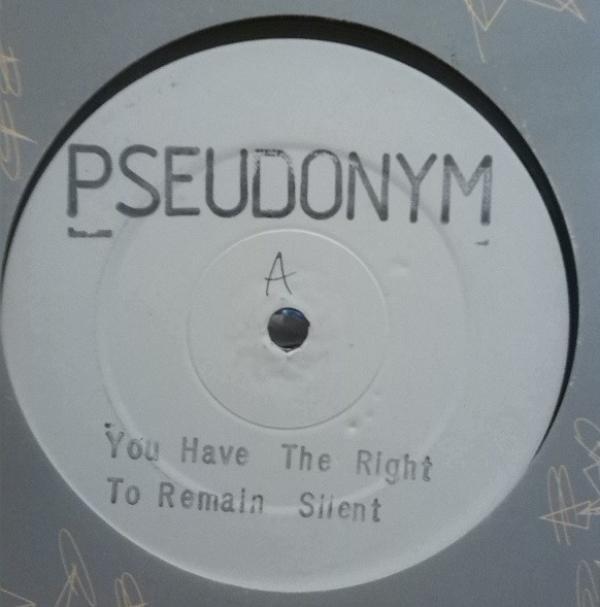 PSEUDONYM
A
You Have The Right
To Remain Silent